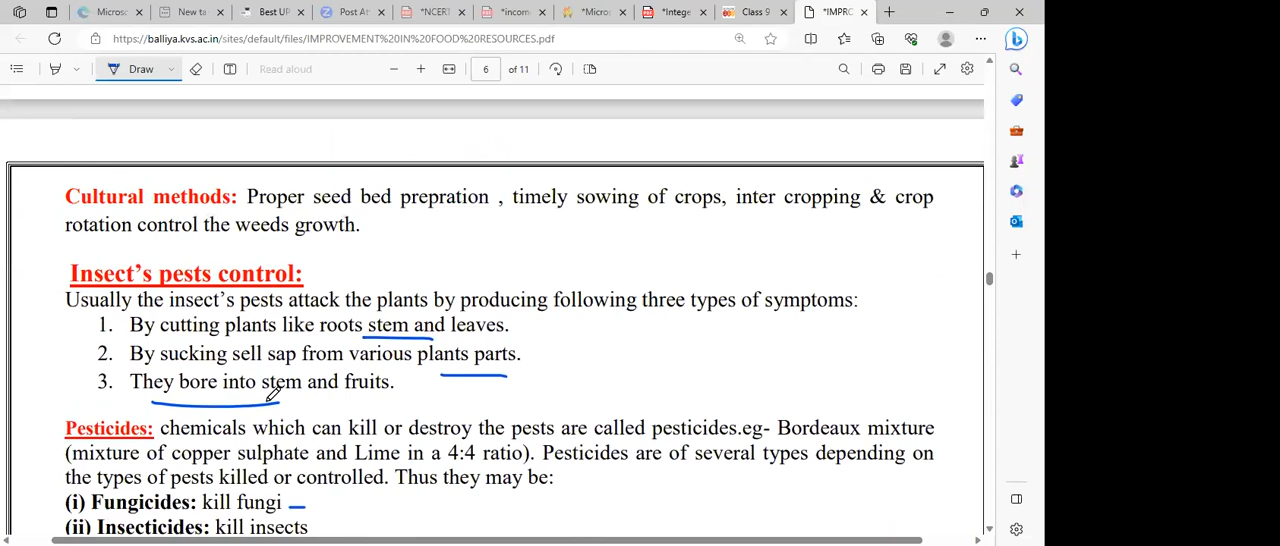 Microsc
New ta
Best UP
Post At
*NCERT
*income
*Micros
*Integer
Class 9
*IMPRO
https://balliya.kvs.ac.in/sites/default/files/IMPROVEMENT%20IN%20FOOD%20RESOURCES.pdf
Draw
Read aloud
6 of 11
Cultural methods: Proper seed bed prepration , timely sowing of crops, inter cropping & crop
rotation control the weeds growth.
Insect's pests control:
Usually the insect's pests attack the plants by producing following three types of symptoms:
1. By cutting plants like roots stem and leaves.
2. By sucking sell sap from various plants parts.
3. They bore into stem and fruits.
Pesticides: chemicals which can kill or destroy the pests are called pesticides.eg- Bordeaux mixture
(mixture of copper sulphate and Lime in a 4:4 ratio). Pesticides are of several types depending on
the types of pests killed or controlled. Thus they may be:
(i) Fungicides: kill fungi
(ii) Insecticides: kill insects